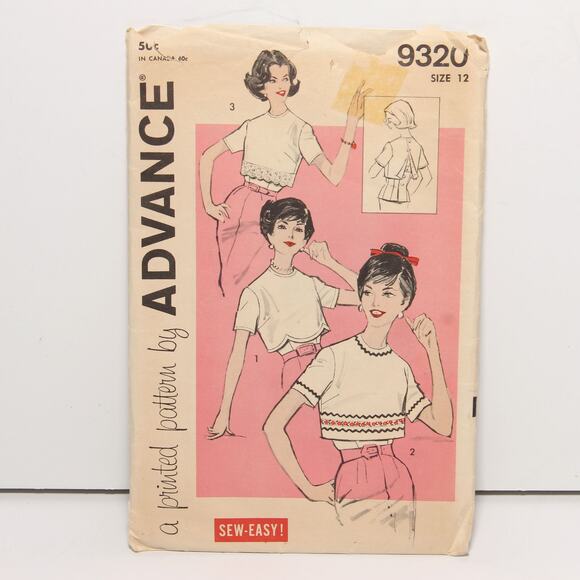 50¢
IN CANADA 60¢
9320
SIZE 12
a printed pattern by ADVANCE®
3
1
2
SEW-EASY!